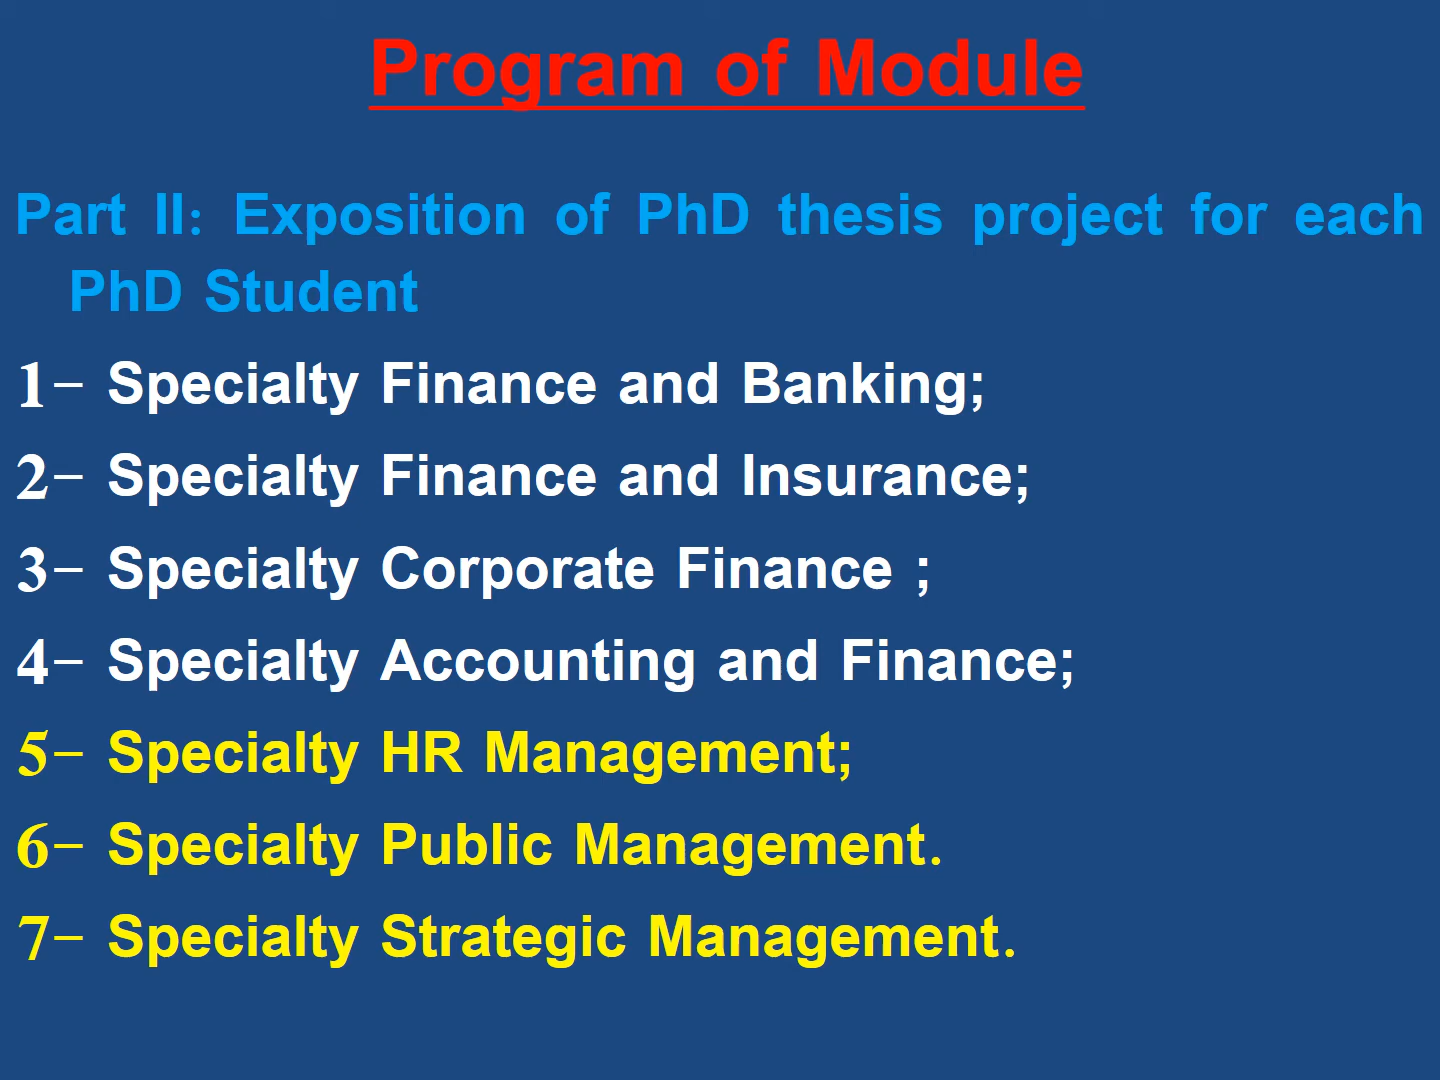 Program of Module
Part II: Exposition of PhD thesis project for each
PhD Student
1- Specialty Finance and Banking;
2- Specialty Finance and Insurance;
3- Specialty Corporate Finance ;
4- Specialty Accounting and Finance;
5- Specialty HR Management;
6- Specialty Public Management.
7- Specialty Strategic Management.